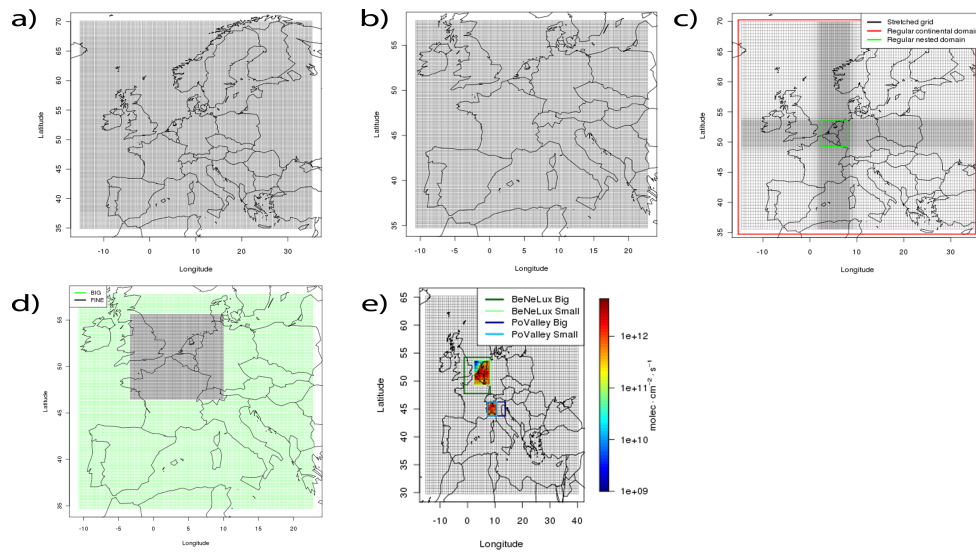 a)
70
65
60
55
50
45
40
35
Latitude
-10
0
10
20
30
Longitude
b)
55
50
45
40
35
Latitude
-10
-5
0
5
10
15
20
Longitude
c)
Stretched grid
Regular continental domain
Regular nested domain
70
65
60
55
50
45
40
35
Latitude
-10
0
10
20
30
Longitude
d)
BIG
FINE
55
50
45
40
35
Latitude
-10
-5
0
5
10
15
20
Longitude
e)
BeNeLux Big
BeNeLux Small
PoValley Big
PoValley Small
65
60
55
50
45
40
35
30
Latitude
-10
0
10
20
30
40
Longitude
1e+12
1e+11
1e+10
1e+09
molec · cm⁻² · s⁻¹